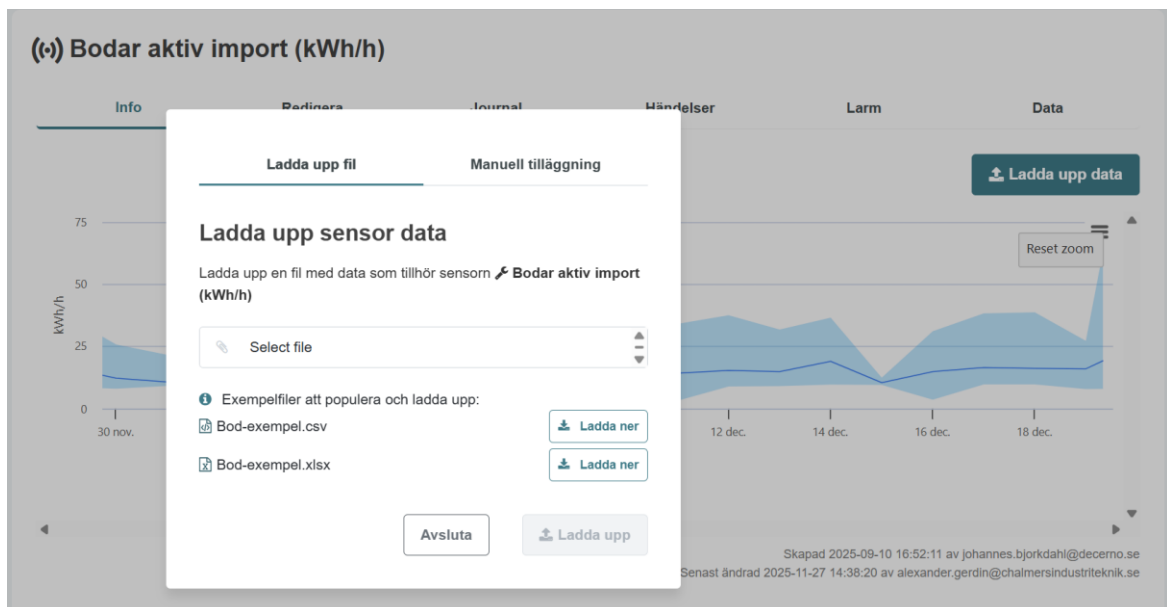 Bodar aktiv import (kWh/h)
Info Redigera Journal Händelser Larm Data
Ladda upp fil Manuell tilläggning
Ladda upp data
Ladda upp sensor data
Ladda upp en fil med data som tillhör sensorn Bodar aktiv import
(kWh/h)
Select file
Exempelfiler att populera och ladda upp:
Bod-exempel.csv Ladda ner
Bod-exempel.xlsx Ladda ner
Avsluta Ladda upp
Reset zoom
75
50
25
0
kWh/h
30 nov. 12 dec. 14 dec. 16 dec. 18 dec.
Skapad 2025-09-10 16:52:11 av johannes.bjorkdahl@decerno.se
Senast ändrad 2025-11-27 14:38:20 av alexander.gerdin@chalmersindustriteknik.se